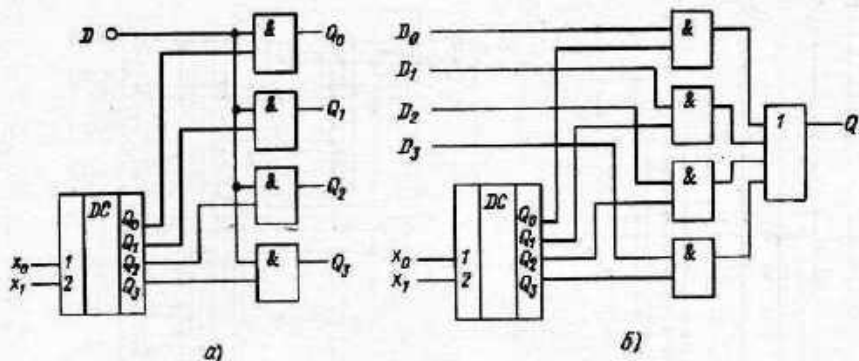 D
&
Q₀
&
Q₁
&
Q₂
&
Q₃
DC
Q₀
Q₁
Q₂
Q₃
x₀
1
x₁
2
а)
D₀
D₁
D₂
D₃
&
&
&
&
1
Q
DC
Q₀
Q₁
Q₂
Q₃
x₀
1
x₁
2
б)